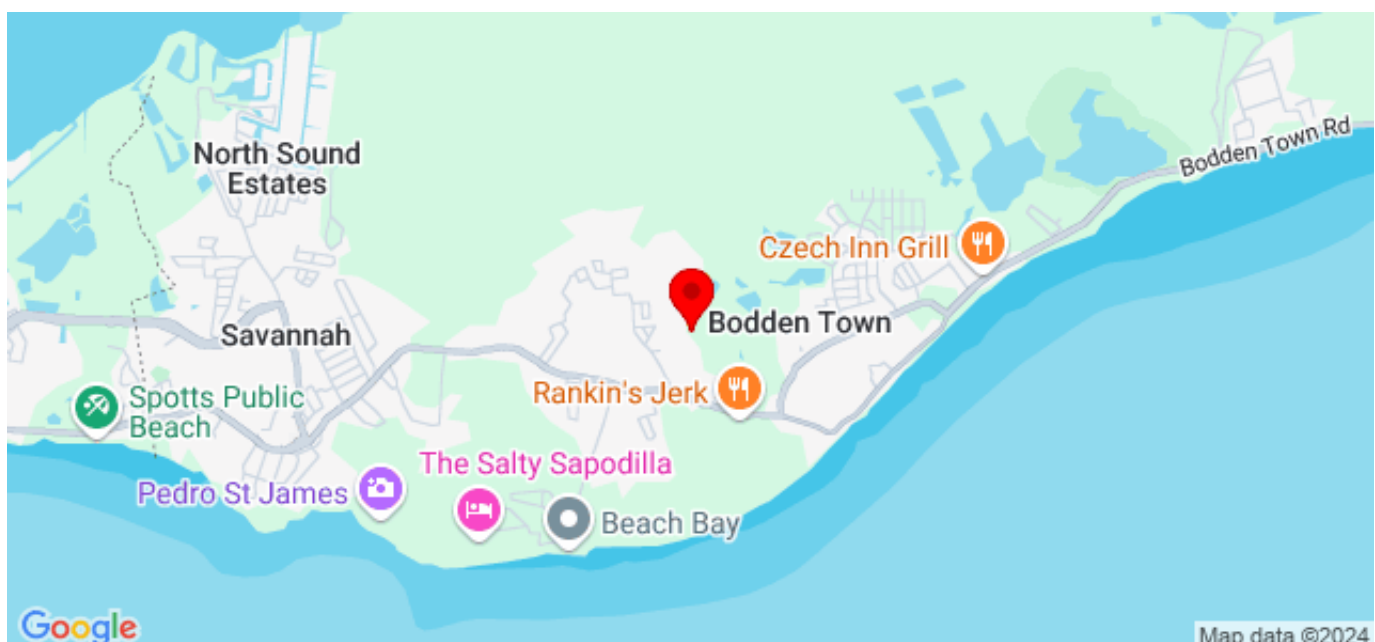 Bodden Town Rd
North Sound
Estates
Czech Inn Grill
Bodden Town
Savannah
Rankin's Jerk
Spotts Public
Beach
The Salty Sapodilla
Pedro St James
Beach Bay
Google
Map data ©2024